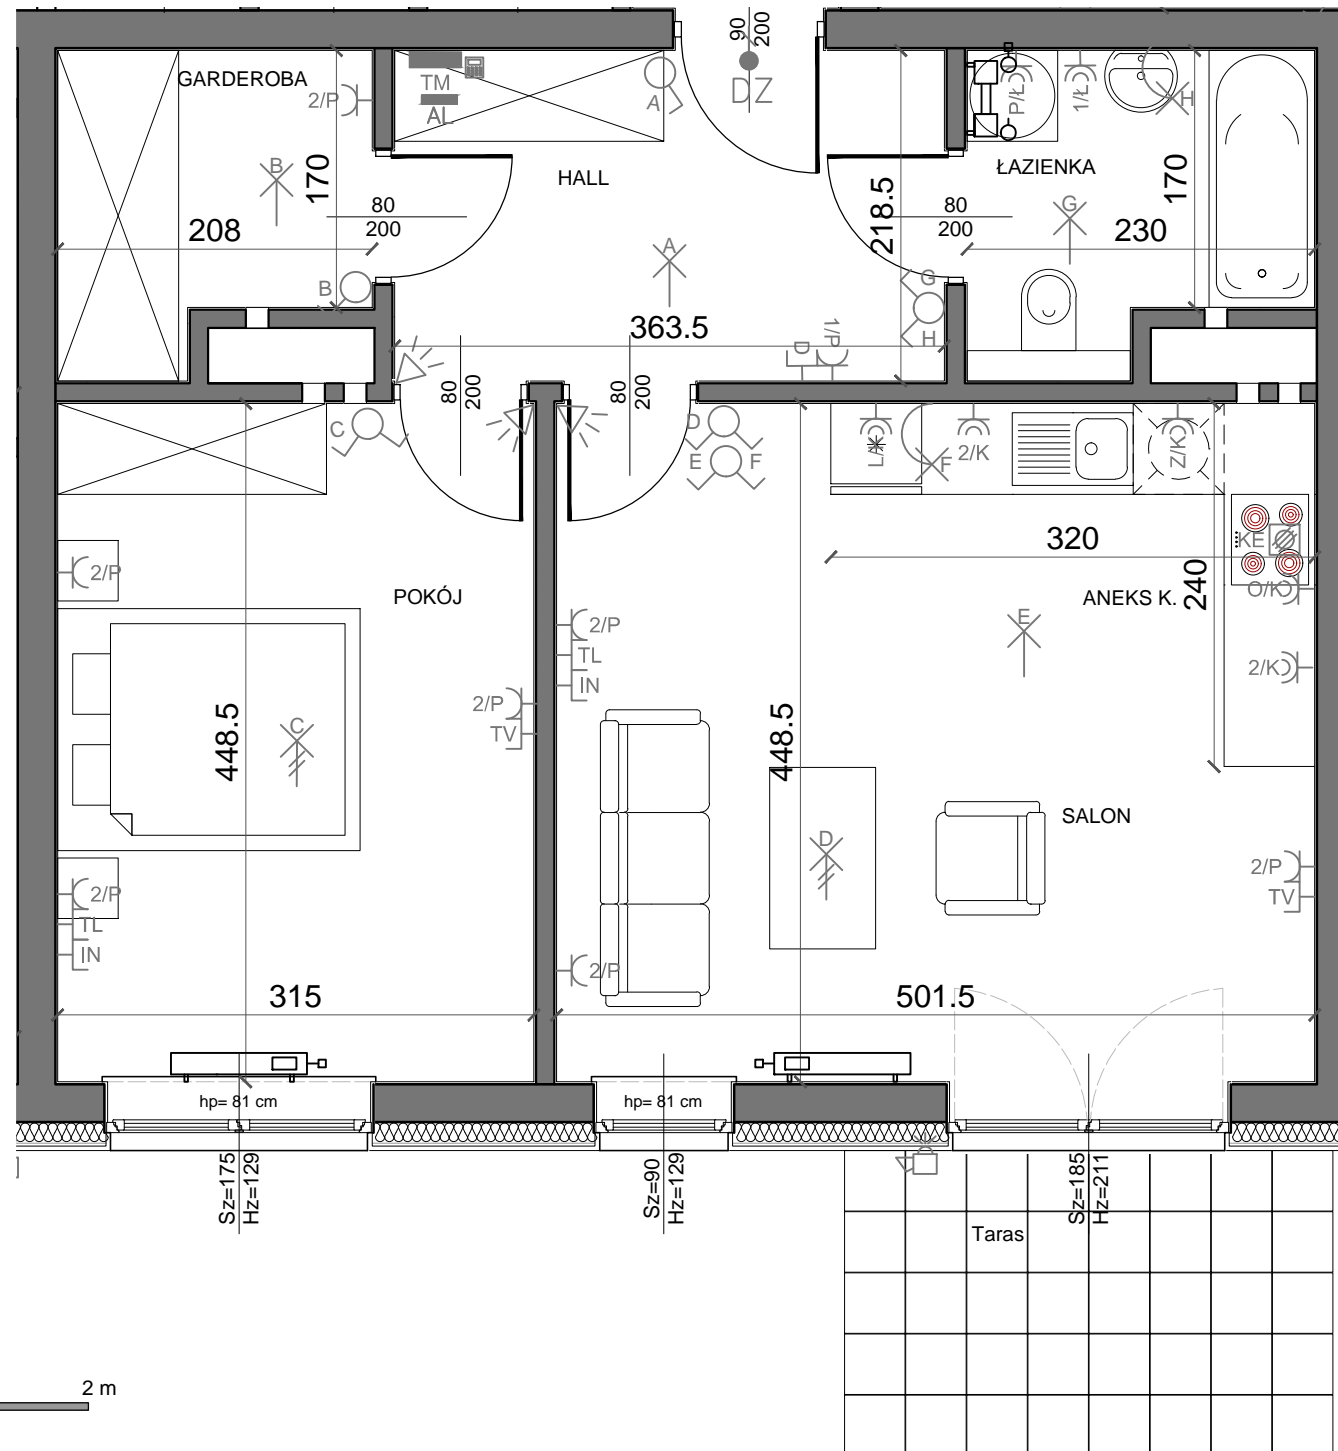 90
200
DZ
GARDEROBA
2/P
TM
AL
A
P/Ł
1/Ł
H
HALL
ŁAZIENKA
B
170
208
80
200
A
218.5
80
200
G
170
230
B
363.5
G
H
D
1/P
80
200
80
200
C
D
E
F
F
2/K
Z/K
320
KE
240
2/P
POKÓJ
ANEKS K.
O/K
2/P
TL
IN
E
2/K
448.5
C
2/P
TV
448.5
D
SALON
2/P
TL
IN
2/P
2/P
TV
315
501.5
hp= 81 cm
hp= 81 cm
Sz=175
Hz=129
Sz=90
Hz=129
Sz=185
Hz=211
Taras
2 m